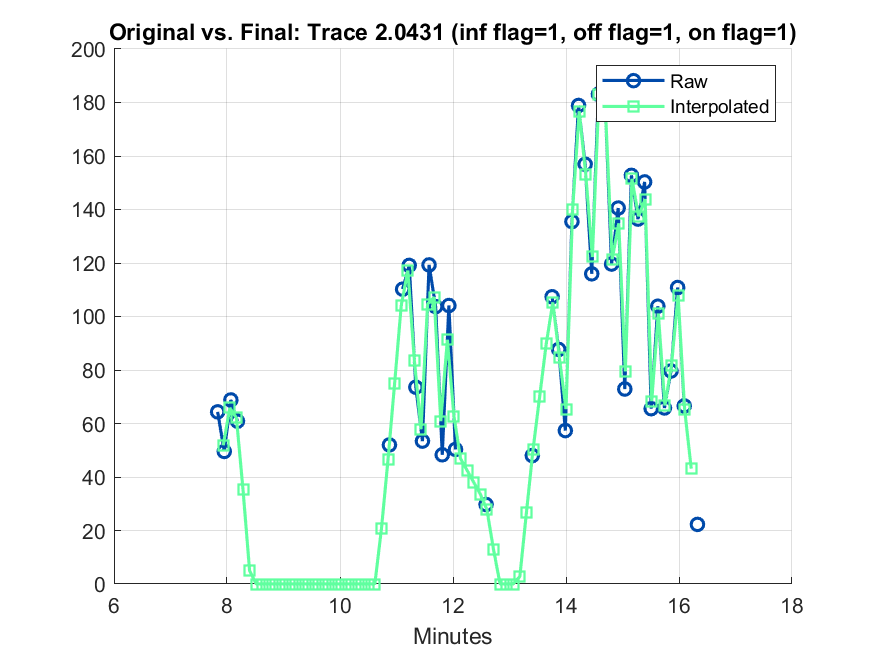 Original vs. Final: Trace 2.0431 (inf flag=1, off flag=1, on flag=1)
200
180
160
140
120
100
80
60
40
20
0
Raw
Interpolated
6 8 10 12 14 16 18
Minutes